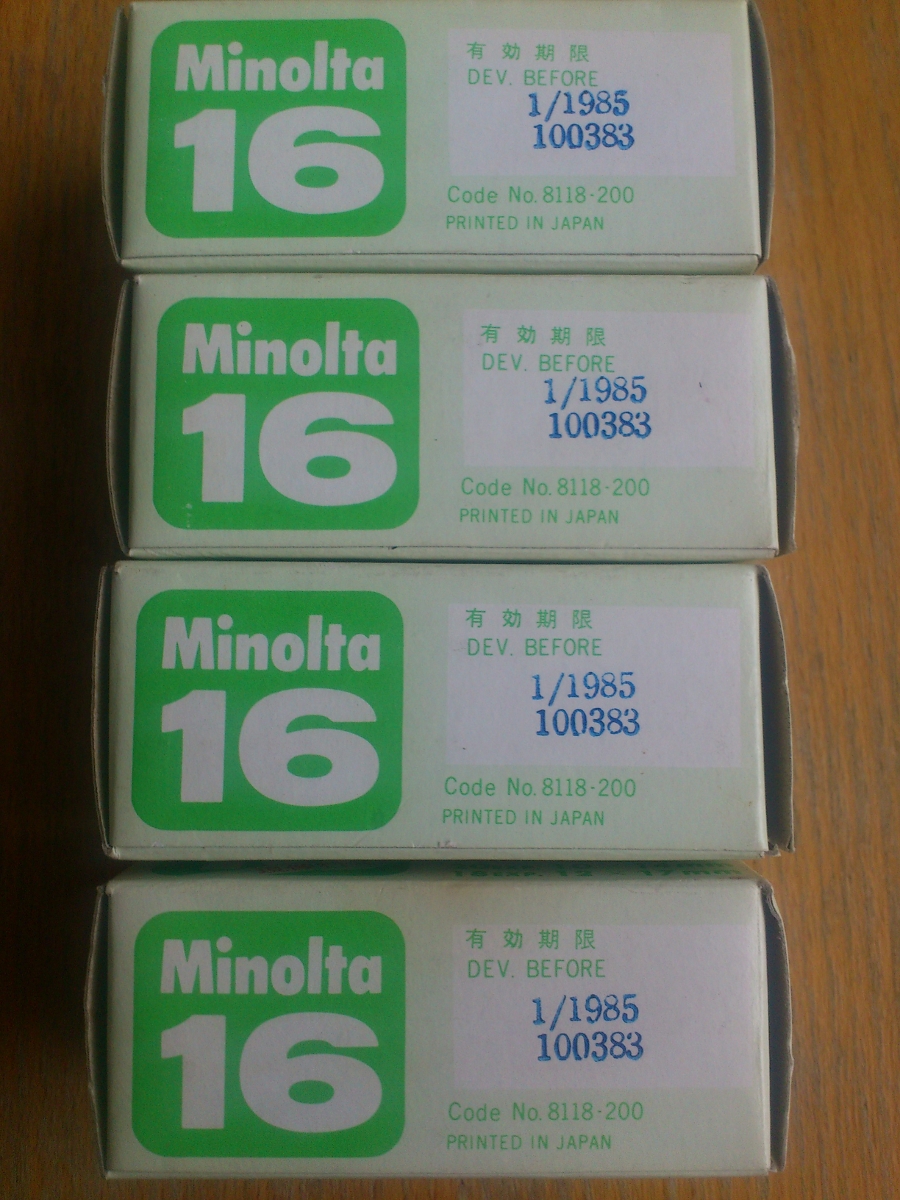 Minolta
16
有効期限
DEV. BEFORE
1/1985
100383
Code No. 8118-200
PRINTED IN JAPAN
Minolta
16
有効期限
DEV. BEFORE
1/1985
100383
Code No. 8118-200
PRINTED IN JAPAN
Minolta
16
有効期限
DEV. BEFORE
1/1985
100383
Code No. 8118-200
PRINTED IN JAPAN
Minolta
16
有効期限
DEV. BEFORE
1/1985
100383
Code No. 8118-200
PRINTED IN JAPAN